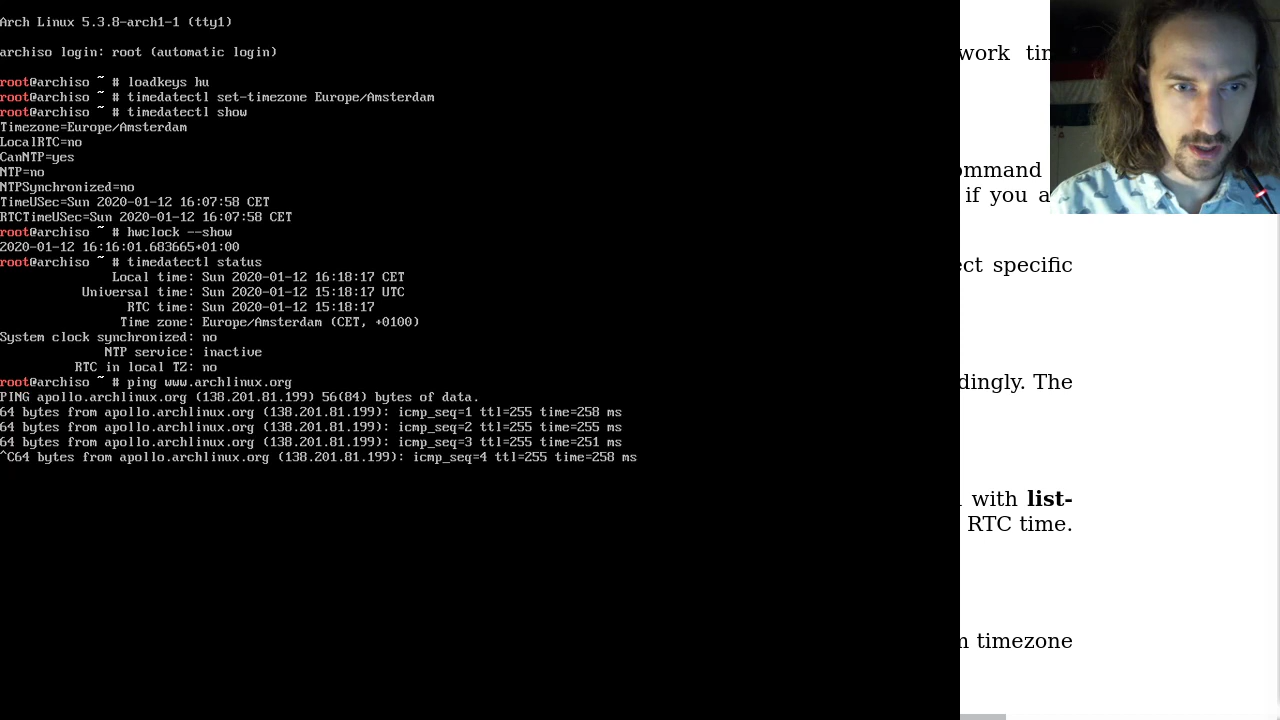 Arch Linux 5.3.8-arch1-1 (tty1)
archiso login: root (automatic login)
root@archiso ~ # loadkeys hu
root@archiso ~ # timedatectl set-timezone Europe/Amsterdam
root@archiso ~ # timedatectl show
Timezone=Europe/Amsterdam
LocalRTC=no
CanNTP=yes
NTP=no
NTPSynchronized=no
TimeUSec=Sun 2020-01-12 16:07:58 CET
RTCTimeUSec=Sun 2020-01-12 16:07:58 CET
root@archiso ~ # hwclock --show
2020-01-12 16:16:01.683665+01:00
root@archiso ~ # timedatectl status
Local time: Sun 2020-01-12 16:18:17 CET
Universal time: Sun 2020-01-12 15:18:17 UTC
RTC time: Sun 2020-01-12 15:18:17
Time zone: Europe/Amsterdam (CET, +0100)
System clock synchronized: no
NTP service: inactive
RTC in local TZ: no
root@archiso ~ # ping www.archlinux.org
PING apollo.archlinux.org (138.201.81.199) 56(84) bytes of data.
64 bytes from apollo.archlinux.org (138.201.81.199): icmp_seq=1 ttl=255 time=258 ms
64 bytes from apollo.archlinux.org (138.201.81.199): icmp_seq=2 ttl=255 time=255 ms
64 bytes from apollo.archlinux.org (138.201.81.199): icmp_seq=3 ttl=255 time=251 ms
^C64 bytes from apollo.archlinux.org (138.201.81.199): icmp_seq=4 ttl=255 time=258 ms
work tim
ommand
if you a
ect specific
dingly. The
with list-
RTC time.
timezone